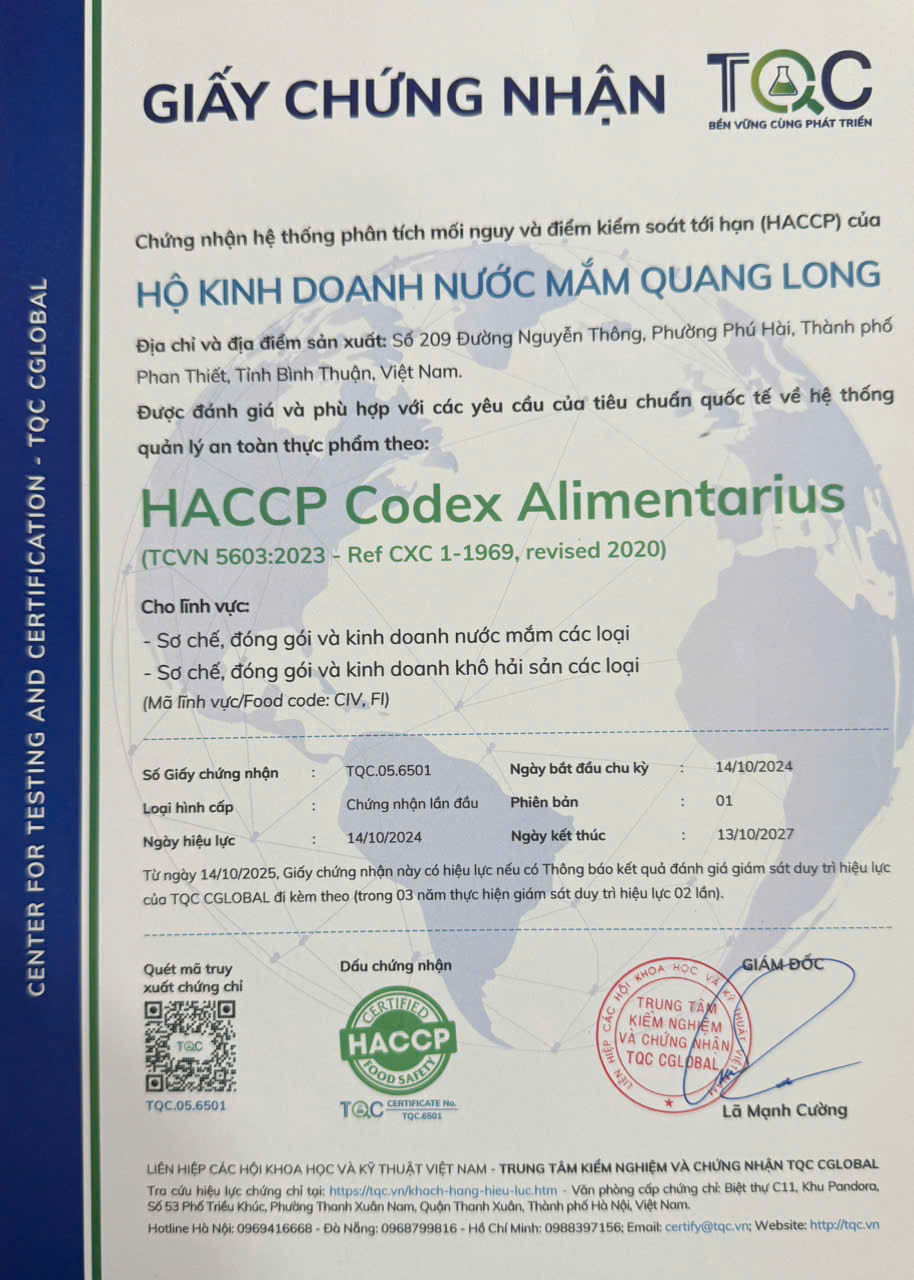 GIẤY CHỨNG NHẬN
TQC
BỀN VỮNG CÙNG PHÁT TRIỂN
CENTER FOR TESTING AND CERTIFICATION - TQC CGLOBAL
Chứng nhận hệ thống phân tích mối nguy và điểm kiểm soát tới hạn (HACCP) của
HỘ KINH DOANH NƯỚC MẮM QUANG LONG
Địa chỉ và địa điểm sản xuất: Số 209 Đường Nguyễn Thông, Phường Phú Hài, Thành phố
Phan Thiết, Tỉnh Bình Thuận, Việt Nam.
Được đánh giá và phù hợp với các yêu cầu của tiêu chuẩn quốc tế về hệ thống
quản lý an toàn thực phẩm theo:
HACCP Codex Alimentarius
(TCVN 5603:2023 - Ref CXC 1-1969, revised 2020)
Cho lĩnh vực:
- Sơ chế, đóng gói và kinh doanh nước mắm các loại
- Sơ chế, đóng gói và kinh doanh khô hải sản các loại
(Mã lĩnh vực/Food code: CIV, FI)
Số Giấy chứng nhận : TQC.05.6501 Ngày bắt đầu chu kỳ : 14/10/2024
Loại hình cấp : Chứng nhận lần đầu Phiên bản : 01
Ngày hiệu lực : 14/10/2024 Ngày kết thúc : 13/10/2027
Từ ngày 14/10/2025, Giấy chứng nhận này có hiệu lực nếu có Thông báo kết quả đánh giá giám sát duy trì hiệu lực
của TQC CGLOBAL đi kèm theo (trong 03 năm thực hiện giám sát duy trì hiệu lực 02 lần).
Quét mã truy
xuất chứng chỉ
TQC
TQC.05.6501
Dấu chứng nhận
CERTIFIED
HACCP
FOOD SAFETY
TQC CERTIFICATE No.
TQC.6501
GIÁM ĐỐC
LIÊN HIỆP CÁC HỘI KHOA HỌC VÀ KỸ THUẬT VIỆT NAM
TRUNG TÂM
KIỂM NGHIỆM
VÀ CHỨNG NHẬN
TQC CGLOBAL
Lã Mạnh Cường
LIÊN HIỆP CÁC HỘI KHOA HỌC VÀ KỸ THUẬT VIỆT NAM - TRUNG TÂM KIỂM NGHIỆM VÀ CHỨNG NHẬN TQC CGLOBAL
Tra cứu hiệu lực chứng chỉ tại: https://tqc.vn/khach-hang-hieu-luc.htm - Văn phòng cấp chứng chỉ: Biệt thự C11, Khu Pandora,
Số 53 Phố Triều Khúc, Phường Thanh Xuân Nam, Quận Thanh Xuân, Thành phố Hà Nội, Việt Nam.
Hotline Hà Nội: 0969416668 - Đà Nẵng: 0968799816 - Hồ Chí Minh: 0988397156; Email: certify@tqc.vn; Website: http://tqc.vn